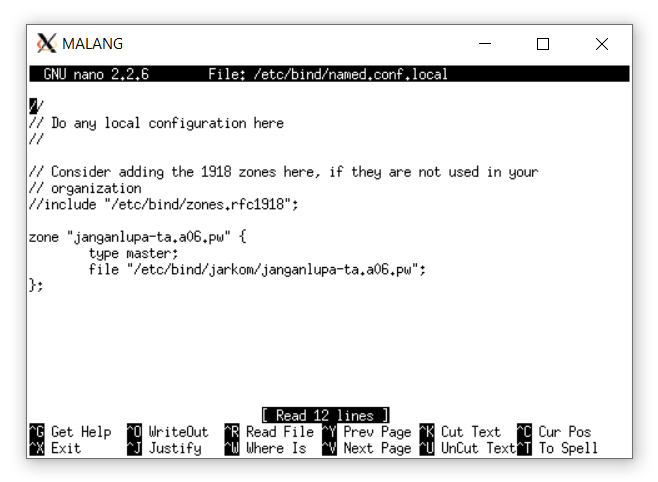 MALANG
GNU nano 2.2.6 File: /etc/bind/named.conf.local
//
// Do any local configuration here
//
// Consider adding the 1918 zones here, if they are not used in your
// organization
//include "/etc/bind/zones.rfc1918";
zone "janganlupa-ta.a06.pw" {
type master;
file "/etc/bind/jarkom/janganlupa-ta.a06.pw";
};
[ Read 12 lines ]
^G Get Help ^O WriteOut ^R Read File ^Y Prev Page ^K Cut Text ^C Cur Pos
^X Exit ^J Justify ^W Where Is ^V Next Page ^U UnCut Text ^T To Spell